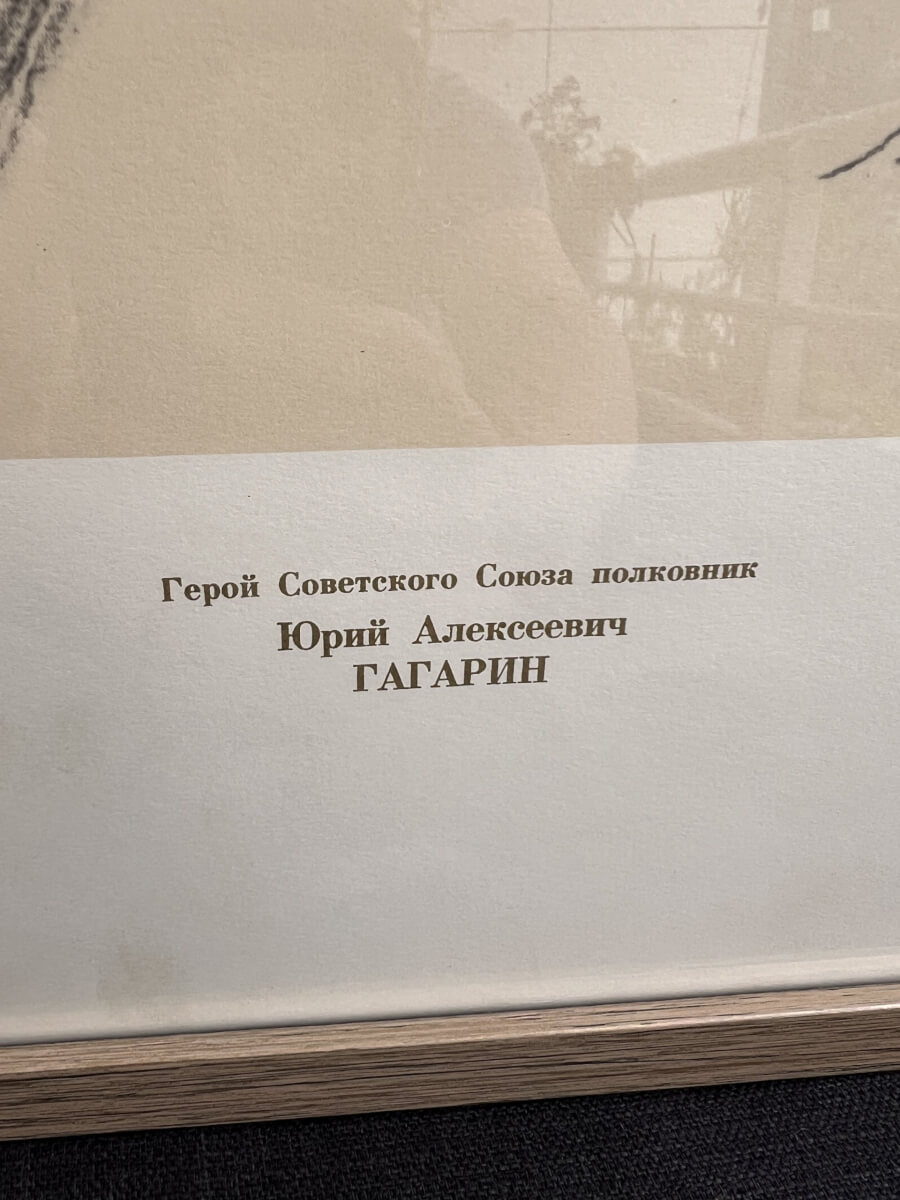 Герой Советского Союза полковник
Юрий Алексеевич
ГАГАРИН